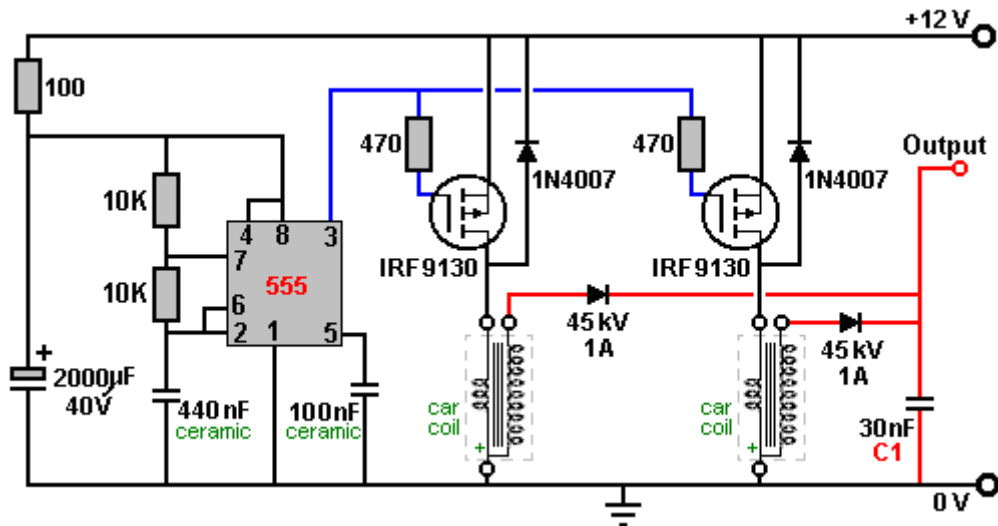 +12 V
100
470
470
Output
1N4007
1N4007
10K
4 8 3
7
IRF9130
IRF9130
10K
555
6
2 1 5
45 kV
1A
45 kV
1A
+
2000µF
40V
440 nF
ceramic
100nF
ceramic
car
coil
+
car
coil
+
30nF
C1
0 V